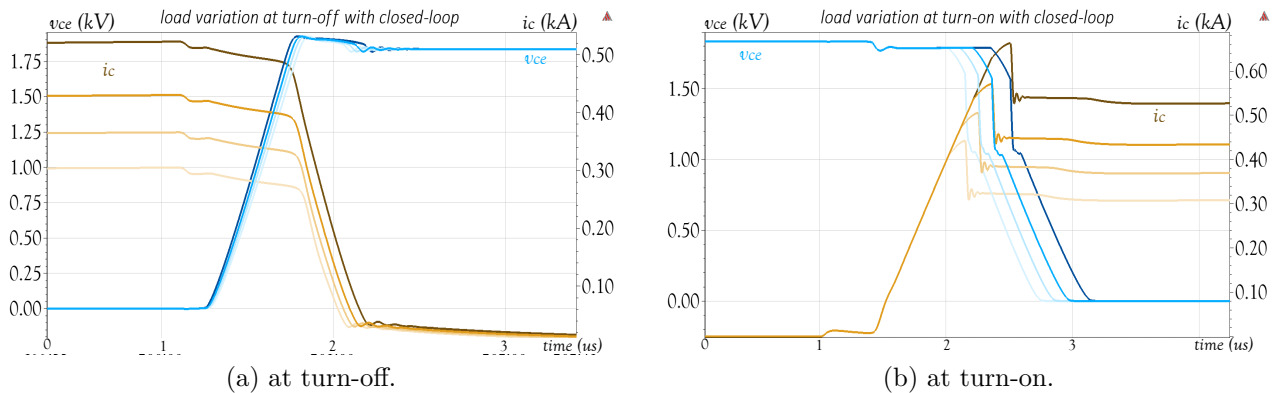 load variation at turn-off with closed-loop
vce (kV)
ic (kA)
1.75
1.50
1.25
1.00
0.75
0.50
0.25
0.00
ic
vce
0.50
0.40
0.30
0.20
0.10
0
1
2
3
time (us)
(a) at turn-off.
load variation at turn-on with closed-loop
vce (kV)
ic (kA)
vce
1.50
1.00
0.50
0.00
ic
0.60
0.50
0.40
0.30
0.20
0.10
0
1
2
3
time (us)
(b) at turn-on.